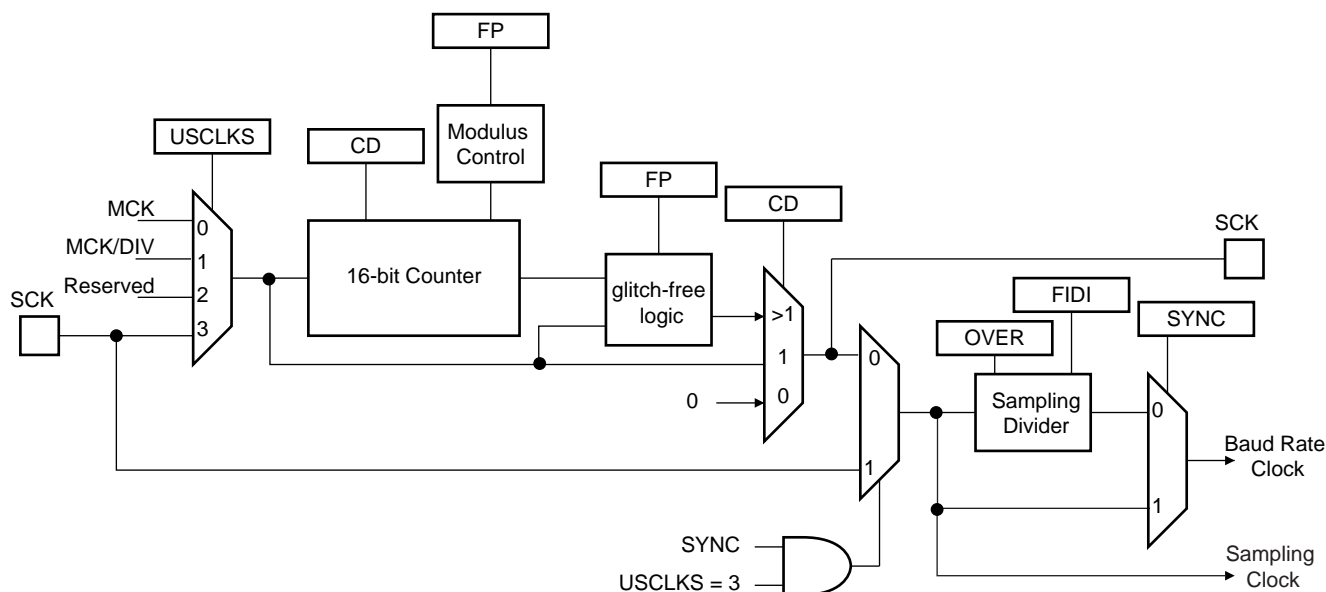 FP
USCLKS
CD
Modulus
Control
FP
CD
MCK
0
MCK/DIV
1
Reserved
2
SCK
3
16-bit Counter
glitch-free
logic
>1
1
0
0
SCK
FIDI
OVER
SYNC
0
1
Sampling
Divider
0
1
Baud Rate
Clock
SYNC
USCLKS = 3
Sampling
Clock